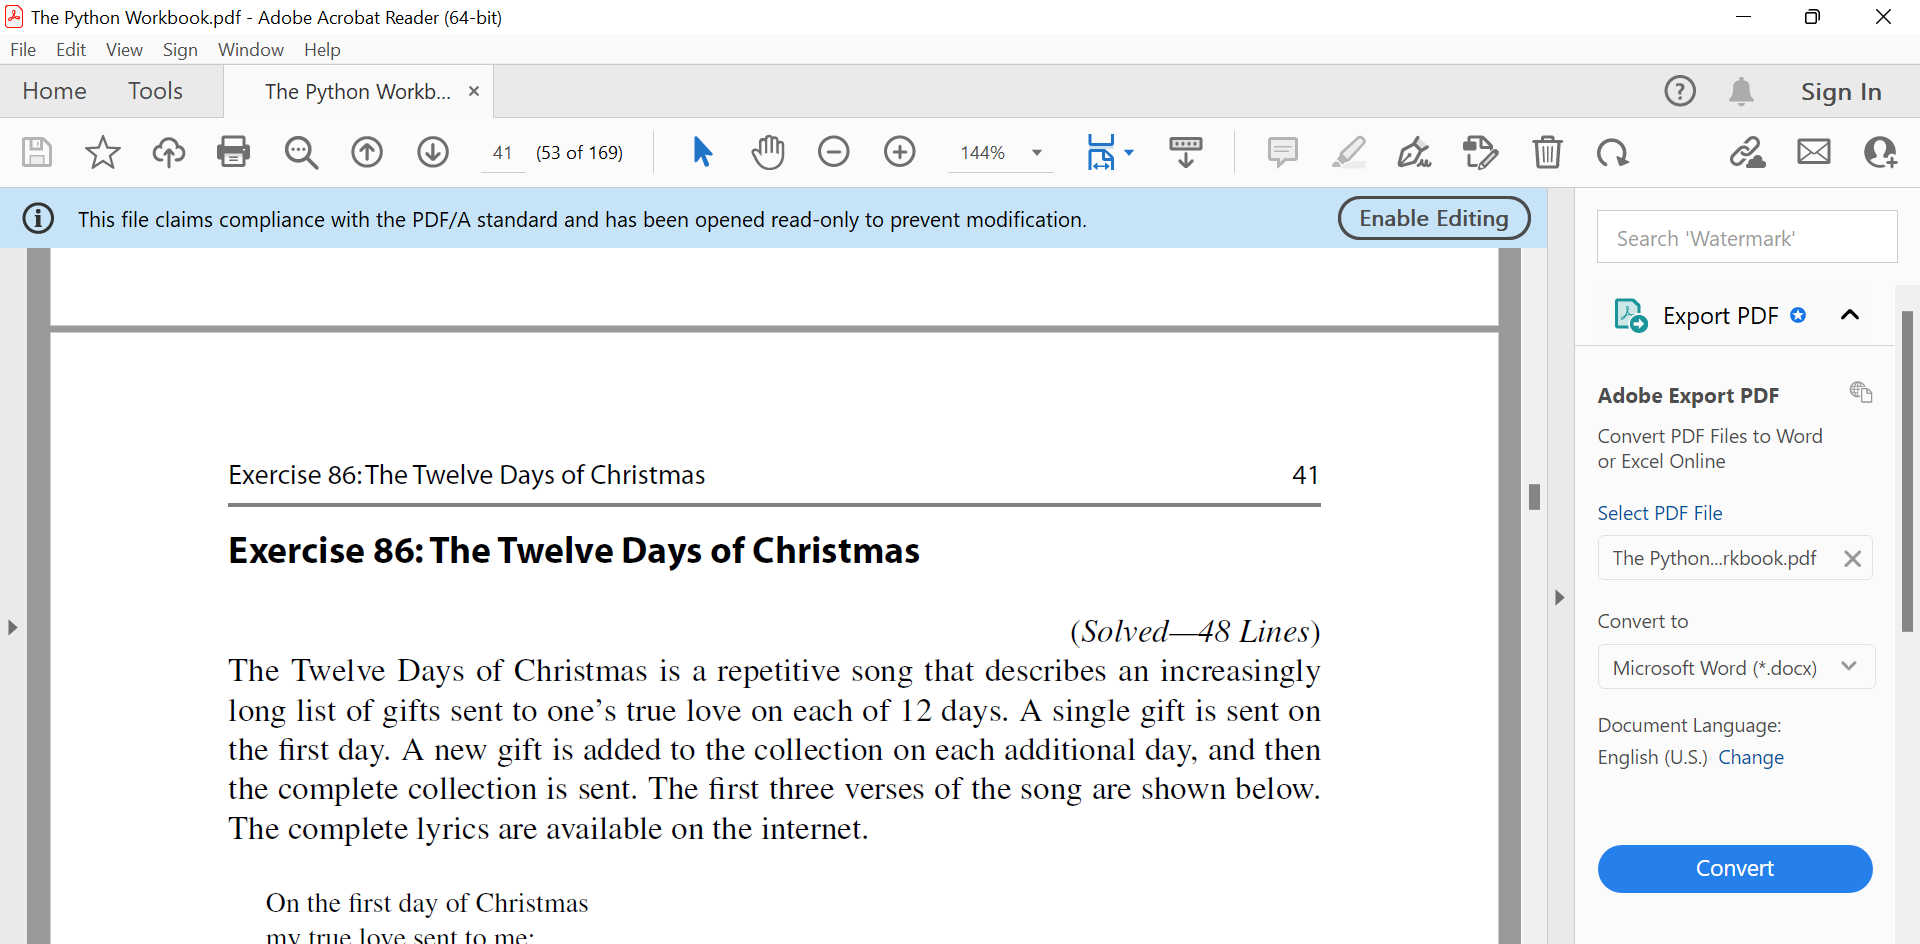 The Python Workbook.pdf - Adobe Acrobat Reader (64-bit)
File Edit View Sign Window Help
Home Tools The Python Workb... × Sign In
41 (53 of 169) 144%
This file claims compliance with the PDF/A standard and has been opened read-only to prevent modification. Enable Editing
Search 'Watermark'
Export PDF
Adobe Export PDF
Convert PDF Files to Word
or Excel Online
Select PDF File
The Python...rkbook.pdf
Convert to
Microsoft Word (*.docx)
Document Language:
English (U.S.) Change
Convert
Exercise 86: The Twelve Days of Christmas 41
Exercise 86: The Twelve Days of Christmas
(Solved—48 Lines)
The Twelve Days of Christmas is a repetitive song that describes an increasingly
long list of gifts sent to one's true love on each of 12 days. A single gift is sent on
the first day. A new gift is added to the collection on each additional day, and then
the complete collection is sent. The first three verses of the song are shown below.
The complete lyrics are available on the internet.
On the first day of Christmas
my true love sent to me: